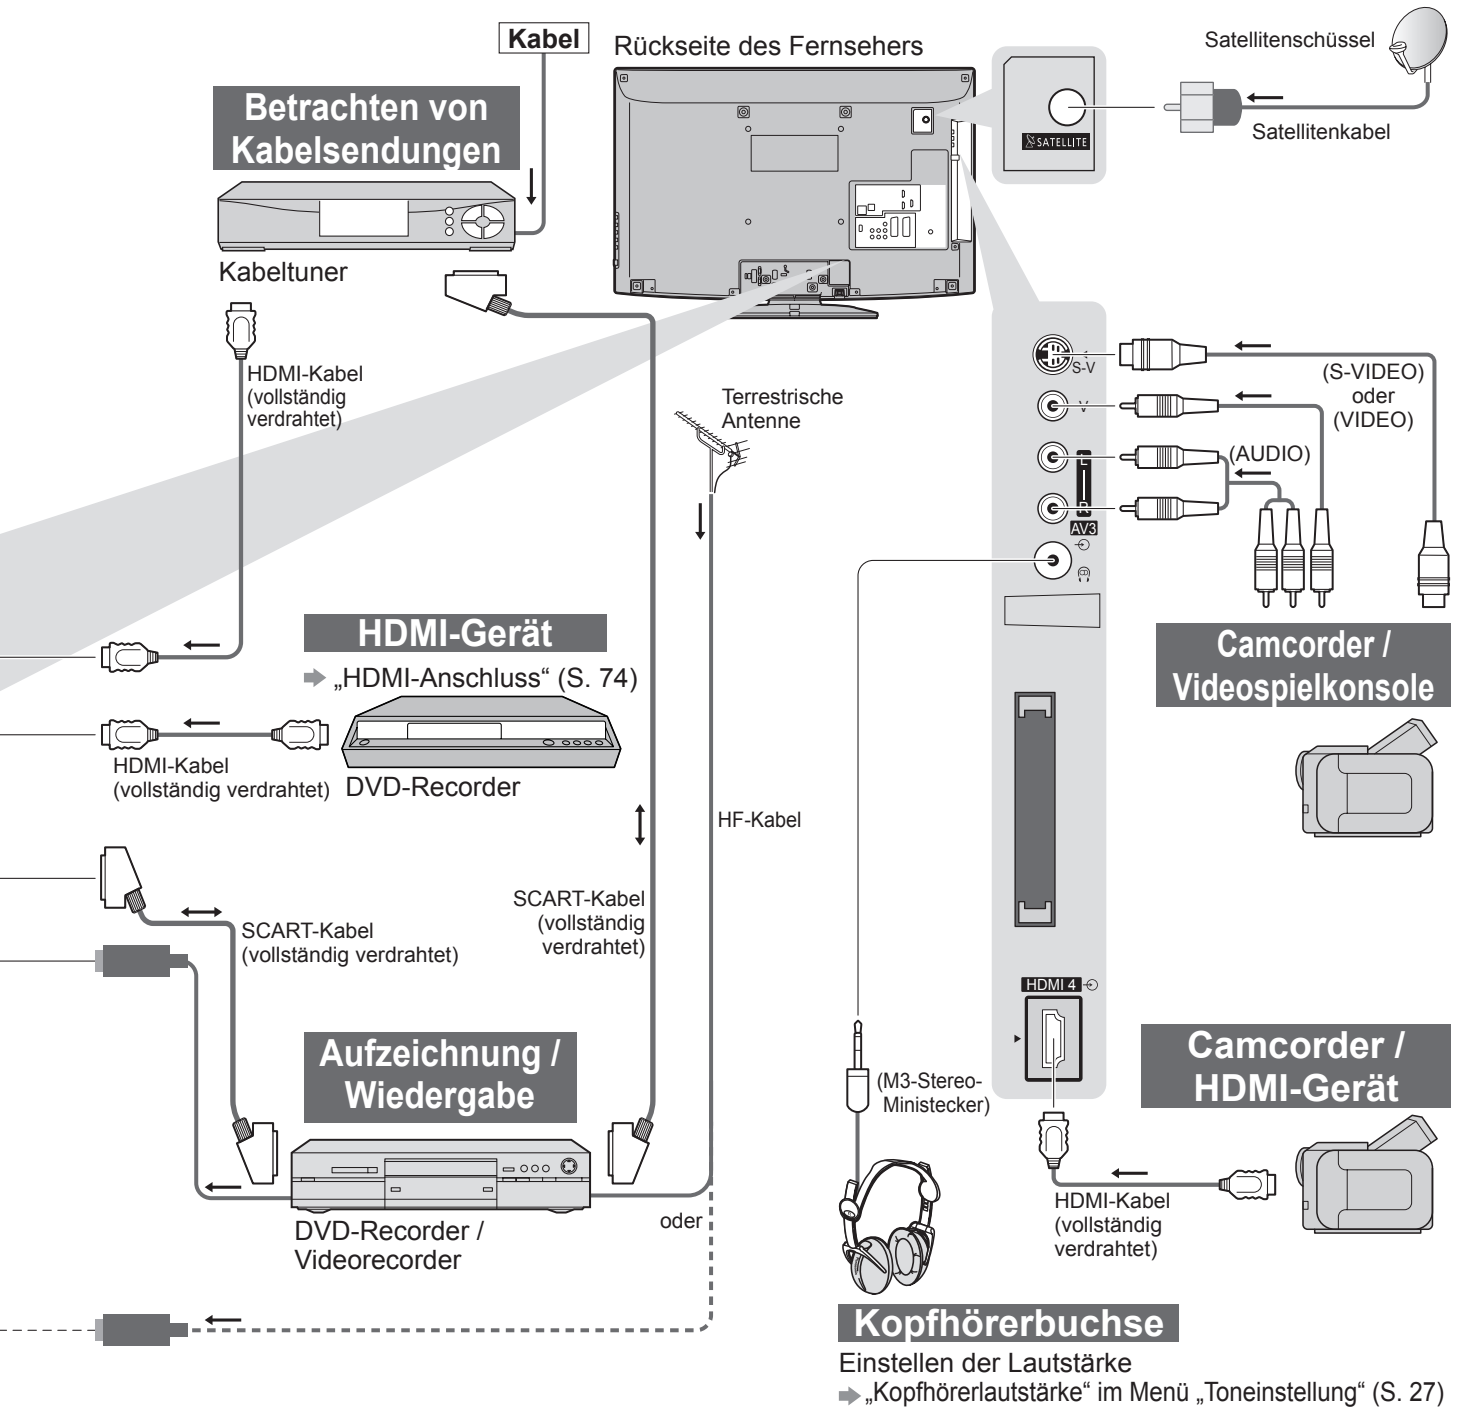 Kabel
Rückseite des Fernsehers
Satellitenschüssel
Satellitenkabel
SATELLITE
Betrachten von
Kabelsendungen
Kabeltuner
HDMI-Kabel
(vollständig
verdrahtet)
Terrestrische
Antenne
S-V
V
L
R
AV3
(S-VIDEO)
oder
(VIDEO)
(AUDIO)
Camcorder /
Videospielkonsole
HDMI-Gerät
„HDMI-Anschluss“ (S. 74)
HDMI-Kabel
(vollständig verdrahtet)
DVD-Recorder
HF-Kabel
SCART-Kabel
(vollständig
verdrahtet)
SCART-Kabel
(vollständig verdrahtet)
HDMI 4
Aufzeichnung /
Wiedergabe
DVD-Recorder /
Videorecorder
oder
(M3-Stereo-
Ministecker)
Camcorder /
HDMI-Gerät
HDMI-Kabel
(vollständig
verdrahtet)
Kopfhörerbuchse
Einstellen der Lautstärke
„Kopfhörerlautstärke“ im Menü „Toneinstellung“ (S. 27)